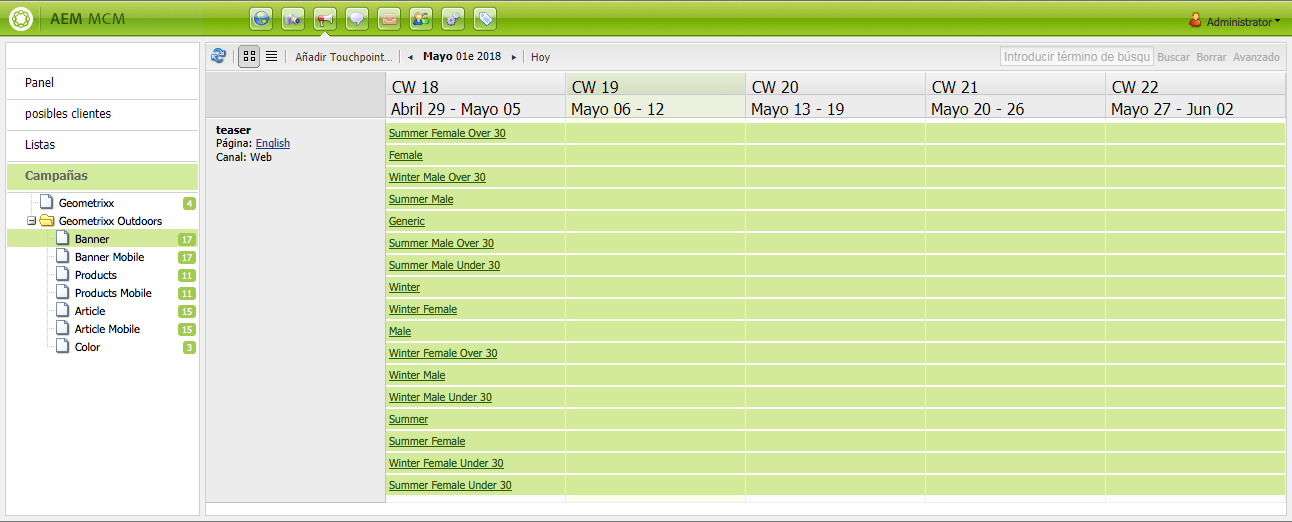 AEM MCM
Administrator
Añadir Touchpoint...
Mayo 01e 2018
Hoy
Introducir término de búsqu
Buscar Borrar Avanzado
Panel
posibles clientes
Listas
Campañas
Geometrixx 4
Geometrixx Outdoors
Banner 17
Banner Mobile 17
Products 11
Products Mobile 11
Article 15
Article Mobile 15
Color 3
CW 18 CW 19 CW 20 CW 21 CW 22
Abril 29 - Mayo 05 Mayo 06 - 12 Mayo 13 - 19 Mayo 20 - 26 Mayo 27 - Jun 02
teaser
Página: English
Canal: Web
Summer Female Over 30
Female
Winter Male Over 30
Summer Male
Generic
Summer Male Over 30
Summer Male Under 30
Winter
Winter Female
Male
Winter Female Over 30
Winter Male
Winter Male Under 30
Summer
Summer Female
Winter Female Under 30
Summer Female Under 30